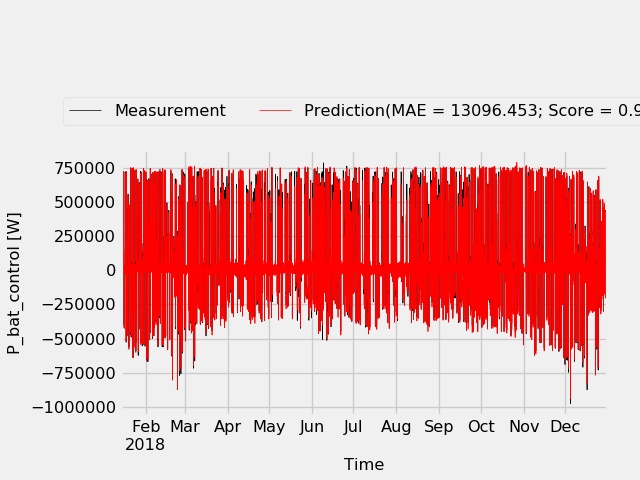 Measurement
Prediction(MAE = 13096.453; Score = 0.9
750000
500000
250000
0
−250000
−500000
−750000
−1000000
P_bat_control [W]
Feb Mar Apr May Jun Jul Aug Sep Oct Nov Dec
2018
Time